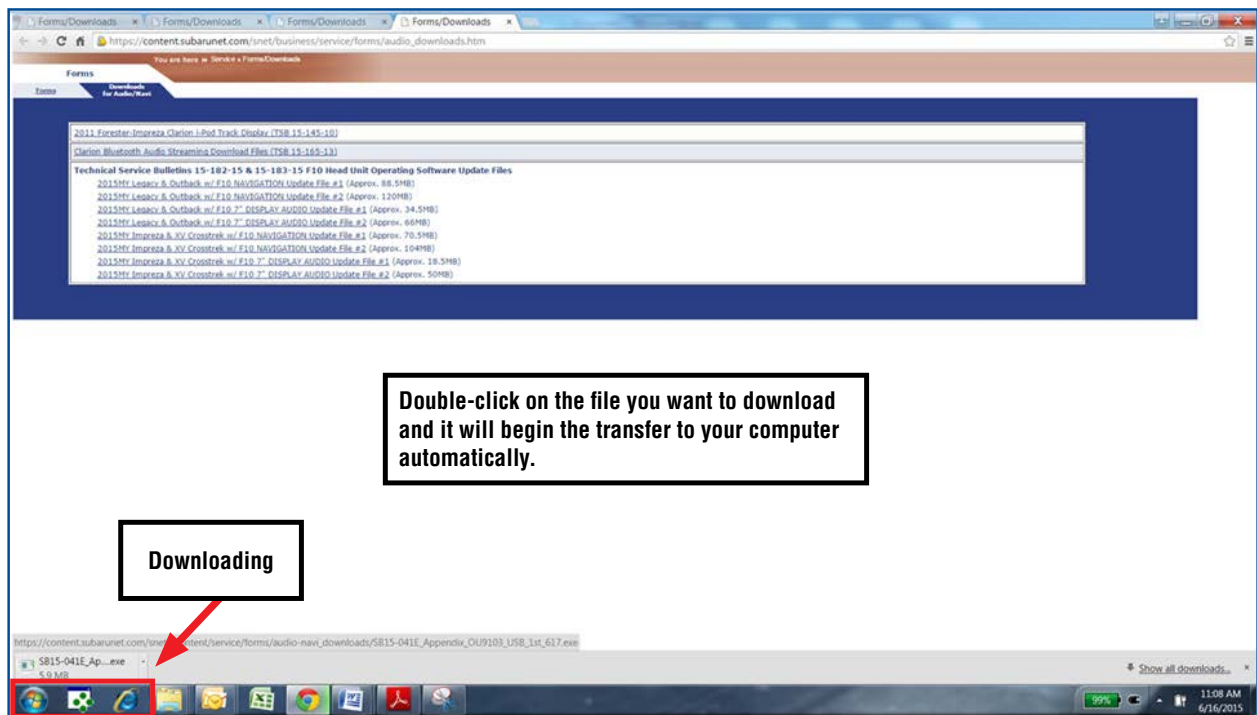 Forms/Downloads × Forms/Downloads × Forms/Downloads × Forms/Downloads ×
https://content.subarunet.com/snet/business/service/forms/audio_downloads.htm
You are here » Service » Forms/Downloads
Forms
Forms
Downloads
for Audio/Navi
2011 Forester-Impreza Clarion i-Pod Track Display (TSB 15-145-10)
Clarion Bluetooth Audio Streaming Download Files (TSB 15-165-13)
Technical Service Bulletins 15-182-15 & 15-183-15 F10 Head Unit Operating Software Update Files
2015MY Legacy & Outback w/ F10 NAVIGATION Update File #1 (Approx. 88.5MB)
2015MY Legacy & Outback w/ F10 NAVIGATION Update File #2 (Approx. 120MB)
2015MY Legacy & Outback w/ F10 7" DISPLAY AUDIO Update File #1 (Approx. 34.5MB)
2015MY Legacy & Outback w/ F10 7" DISPLAY AUDIO Update File #2 (Approx. 66MB)
2015MY Impreza & XV Crosstrek w/ F10 NAVIGATION Update File #1 (Approx. 70.5MB)
2015MY Impreza & XV Crosstrek w/ F10 NAVIGATION Update File #2 (Approx. 104MB)
2015MY Impreza & XV Crosstrek w/ F10 7" DISPLAY AUDIO Update File #1 (Approx. 18.5MB)
2015MY Impreza & XV Crosstrek w/ F10 7" DISPLAY AUDIO Update File #2 (Approx. 50MB)
Double-click on the file you want to download
and it will begin the transfer to your computer
automatically.
Downloading
https://content.subarunet.com/snet/ntent/service/forms/audio-navi_downloads/SB15-041E_Appendix_OU9103_USB_1st_617.exe
SB15-041E_Ap....exe
5.9 MB
Show all downloads... ×
99%
11:08 AM
6/16/2015